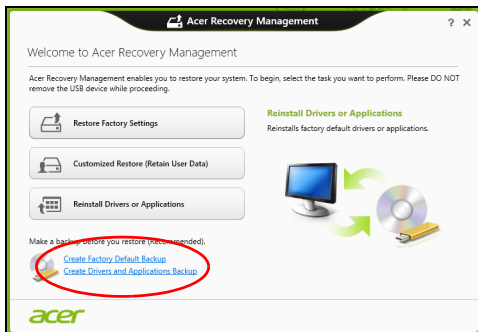 Acer Recovery Management
? X
Welcome to Acer Recovery Management
Acer Recovery Management enables you to restore your system. To begin, select the task you want to perform. Please DO NOT
remove the USB device while proceeding.
Restore Factory Settings
Customized Restore (Retain User Data)
Reinstall Drivers or Applications
Reinstall Drivers or Applications
Reinstalls factory default drivers or applications.
Make a backup before you restore (Recommended).
Create Factory Default Backup
Create Drivers and Applications Backup
acer